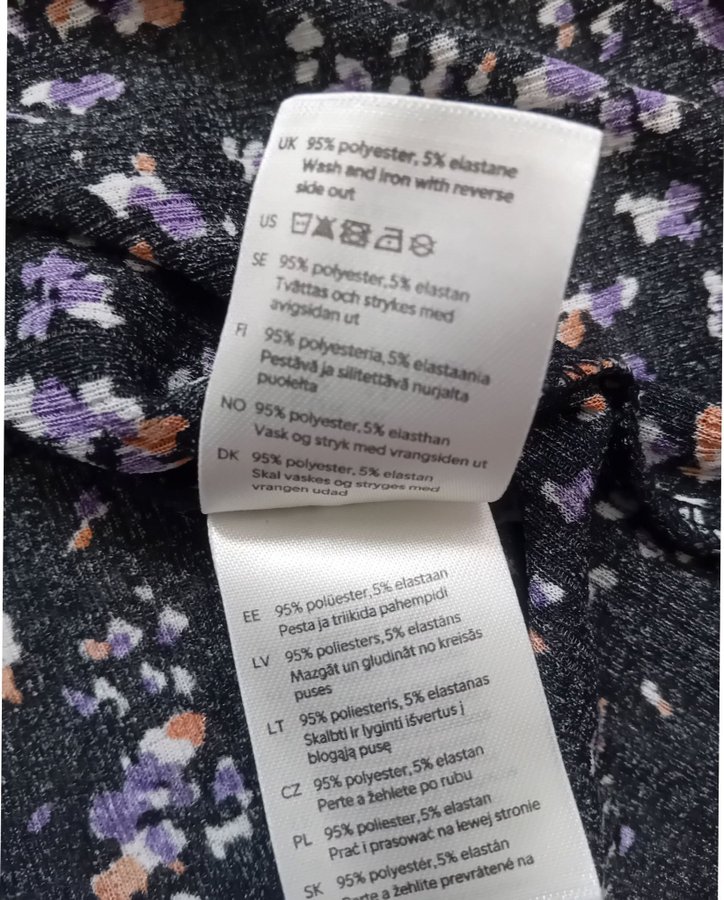 UK 95% polyester, 5% elastane
Wash and iron with reverse
side out
US
SE 95% polyester, 5% elastan
Tvättas och strykes med
avigsidan ut
FI 95% polyesteria, 5% elastaania
Pestävä ja silitettävä nurjalta
puolelta
NO 95% polyester, 5% elasthan
Vask og stryk med vrangsiden ut
DK 95% polyester, 5% elastan
Skal vaskes og stryges med
vrangen udad
EE 95% polüester, 5% elastaan
Pesta ja triikida pahempidi
LV 95% poliesters, 5% elastāns
Mazgāt un gludināt no kreisās
puses
LT 95% poliesteris, 5% elastanas
Skalbti ir lyginti išvertus į
blogają pusę
CZ 95% polyester, 5% elastan
Perte a žehlete po rubu
PL 95% poliester, 5% elastan
Prać i prasować na lewej stronie
SK 95% polyestér, 5% elastán
Perte a žehlite prevrátené na